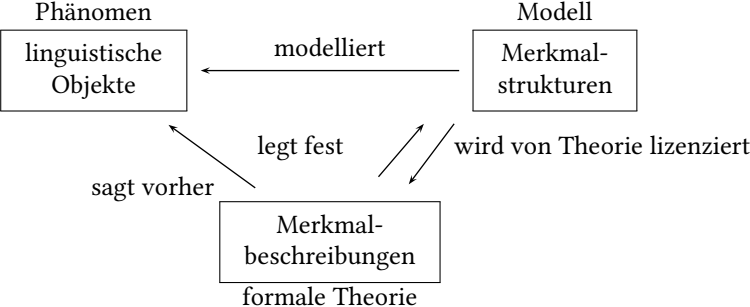 Phänomen
Modell
linguistische
Objekte
modelliert
Merkmal-
strukturen
legt fest
wird von Theorie lizenziert
sagt vorher
Merkmal-
beschreibungen
formale Theorie